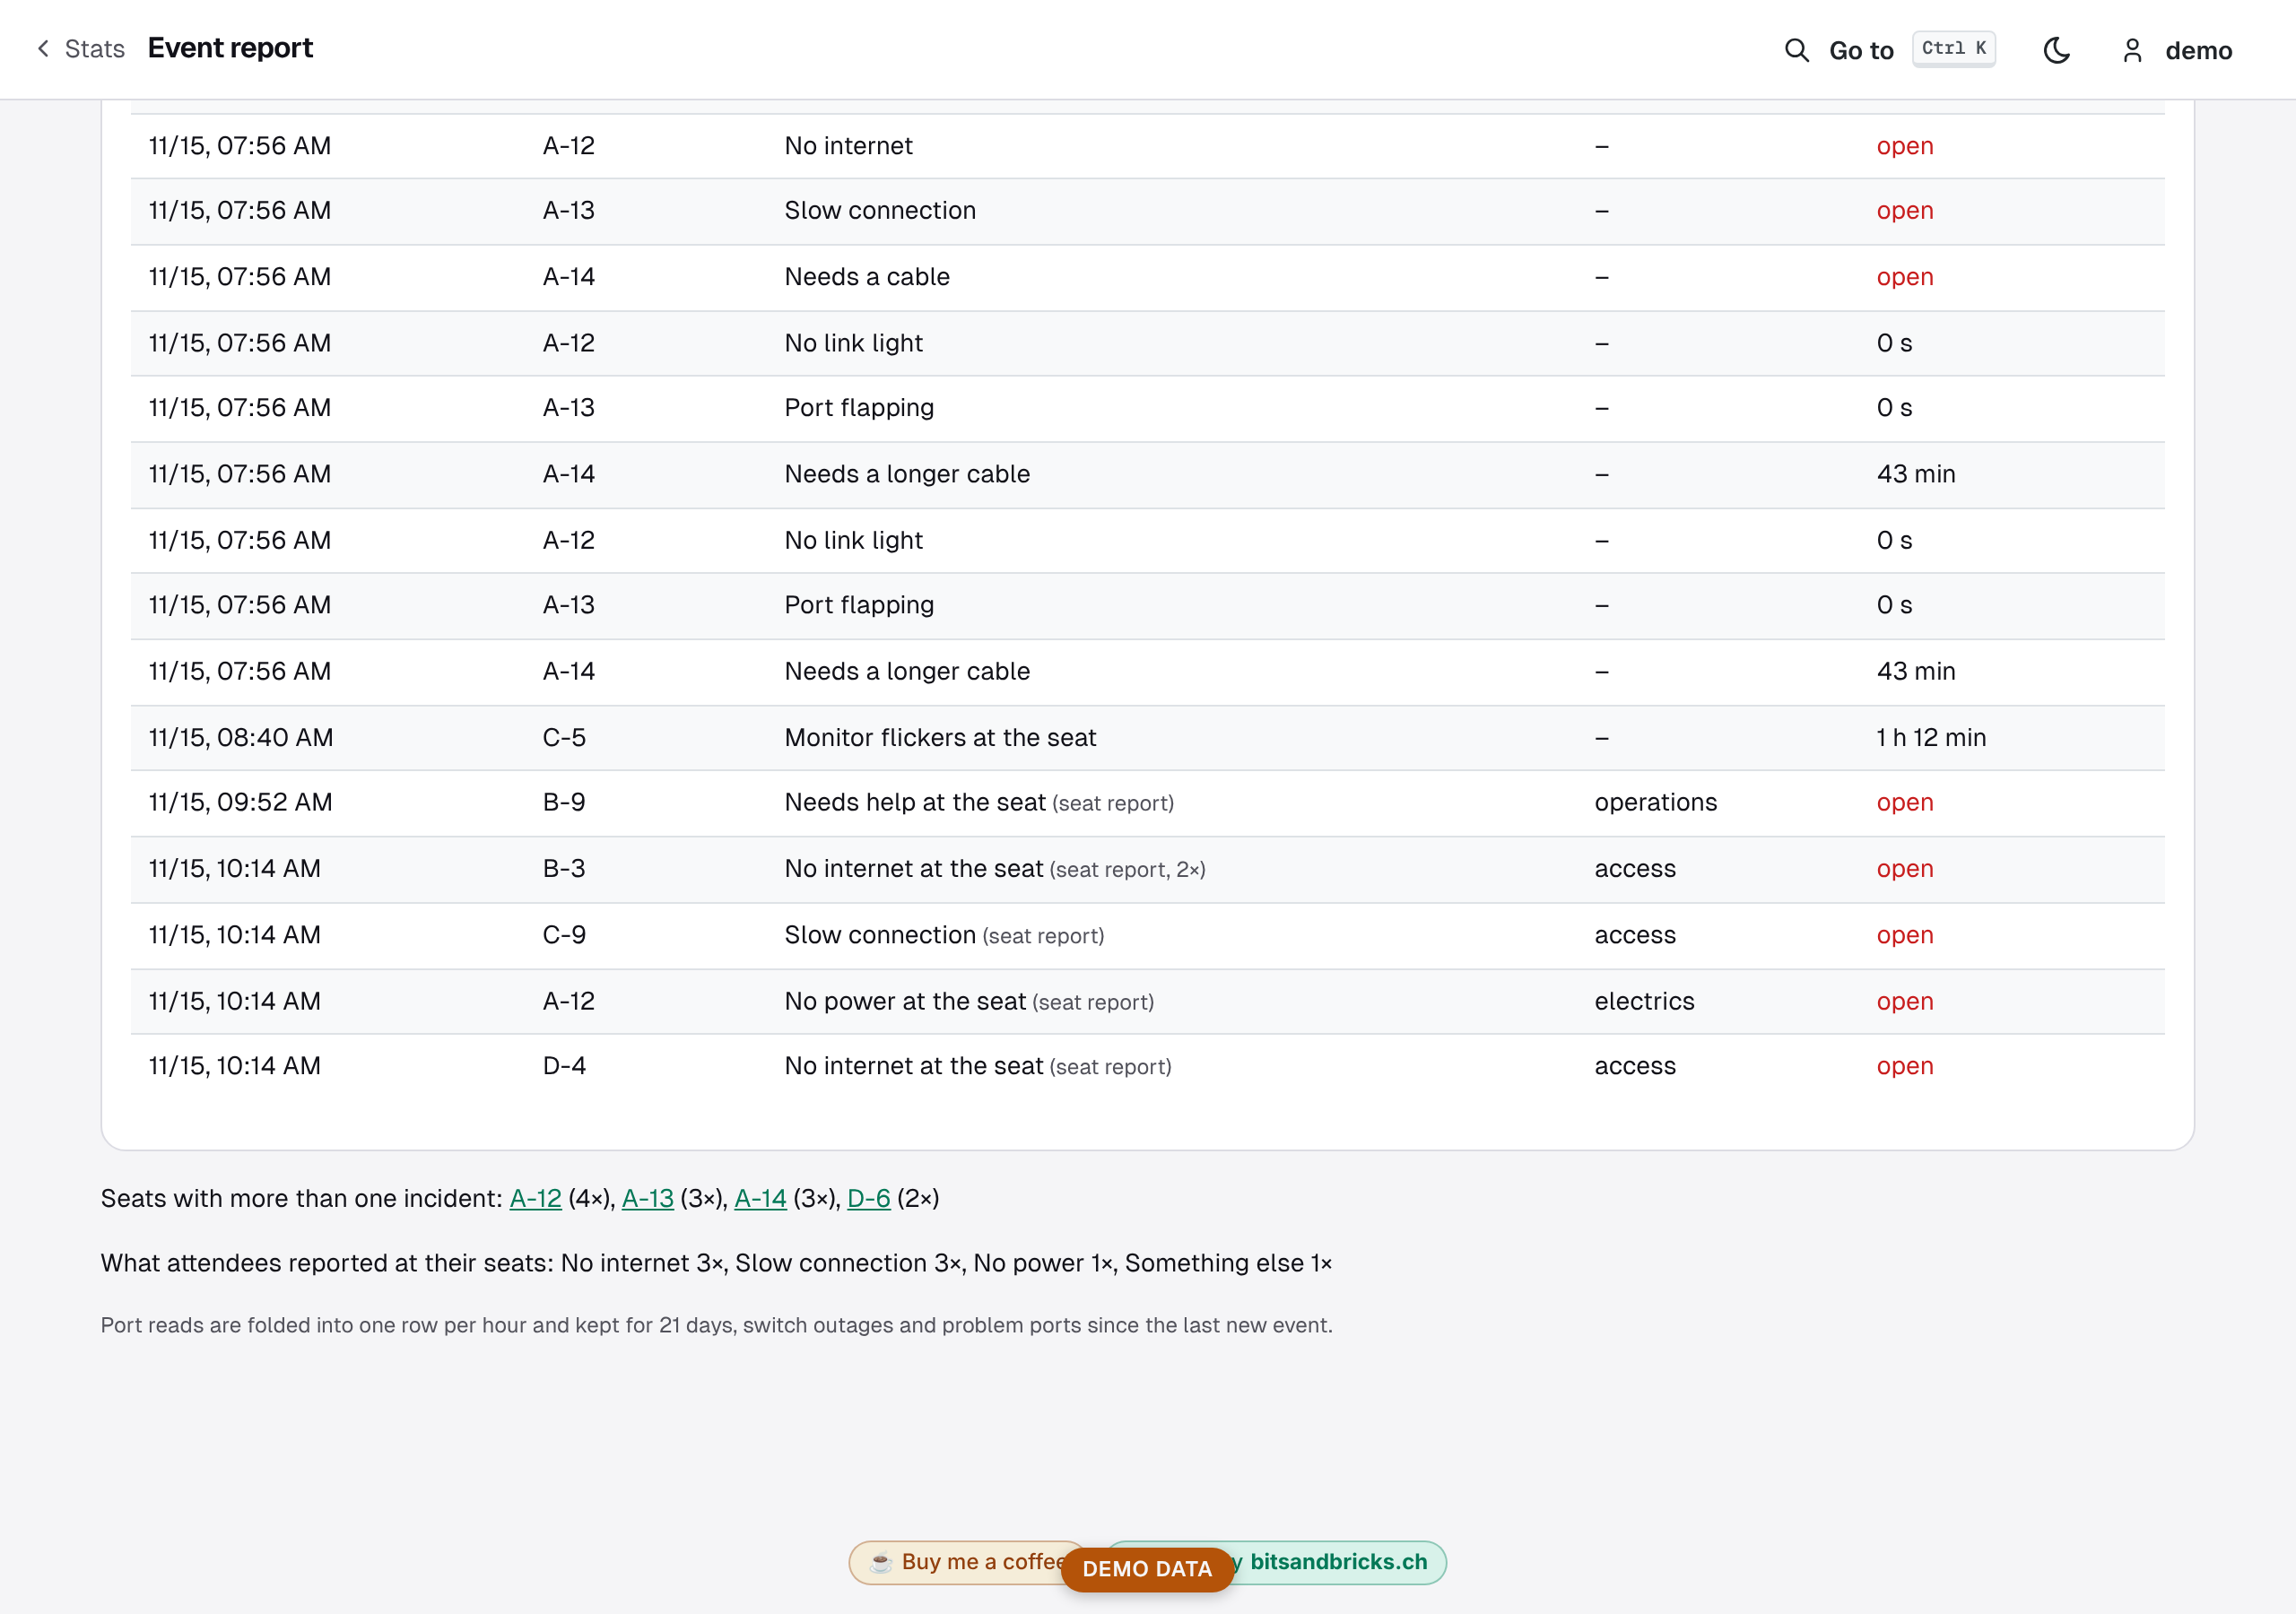 Stats Event report Go to Ctrl K demo
11/15, 07:56 AM A-12 No internet – open
11/15, 07:56 AM A-13 Slow connection – open
11/15, 07:56 AM A-14 Needs a cable – open
11/15, 07:56 AM A-12 No link light – 0 s
11/15, 07:56 AM A-13 Port flapping – 0 s
11/15, 07:56 AM A-14 Needs a longer cable – 43 min
11/15, 07:56 AM A-12 No link light – 0 s
11/15, 07:56 AM A-13 Port flapping – 0 s
11/15, 07:56 AM A-14 Needs a longer cable – 43 min
11/15, 08:40 AM C-5 Monitor flickers at the seat – 1 h 12 min
11/15, 09:52 AM B-9 Needs help at the seat (seat report) operations open
11/15, 10:14 AM B-3 No internet at the seat (seat report, 2×) access open
11/15, 10:14 AM C-9 Slow connection (seat report) access open
11/15, 10:14 AM A-12 No power at the seat (seat report) electrics open
11/15, 10:14 AM D-4 No internet at the seat (seat report) access open
Seats with more than one incident: A-12 (4×), A-13 (3×), A-14 (3×), D-6 (2×)
What attendees reported at their seats: No internet 3×, Slow connection 3×, No power 1×, Something else 1×
Port reads are folded into one row per hour and kept for 21 days, switch outages and problem ports since the last new event.
Buy me a coffee DEMO DATA bitsandbricks.ch